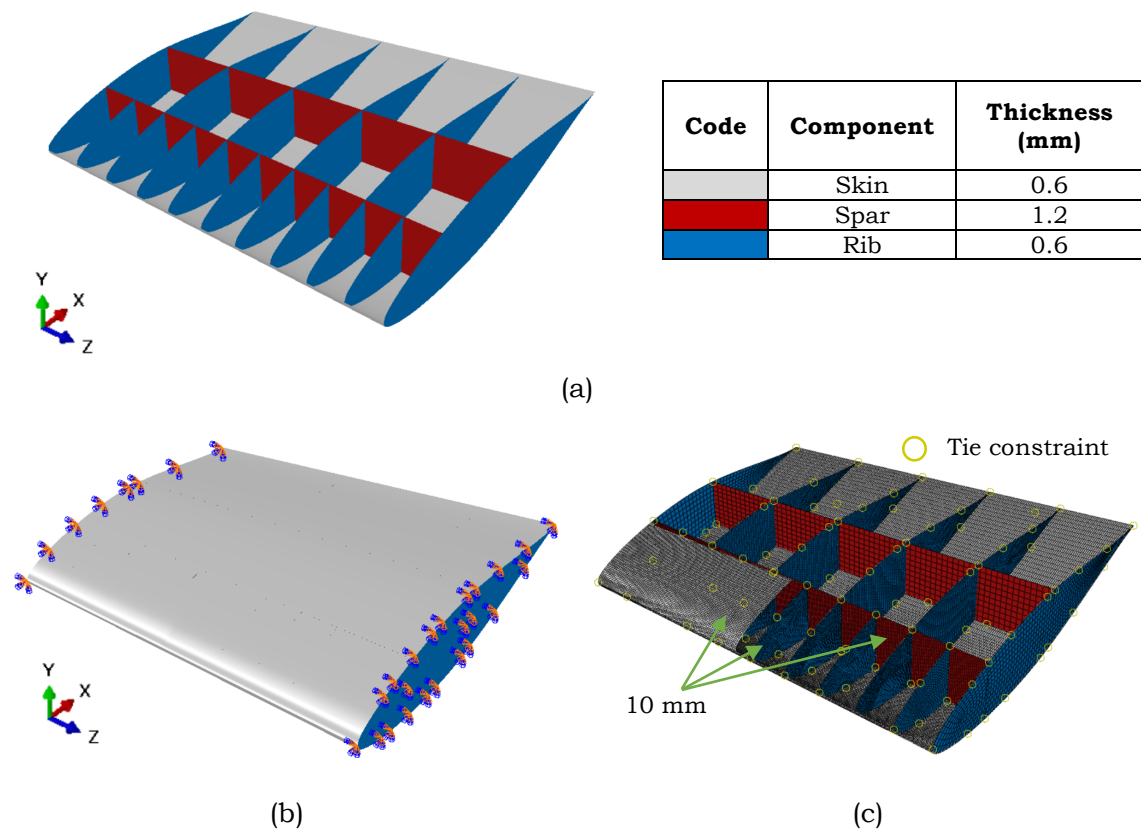 Code Component Thickness (mm)
Skin 0.6
Spar 1.2
Rib 0.6
Y
X
Z
(a)
Tie constraint
Y
X
Z
10 mm
(b)
(c)